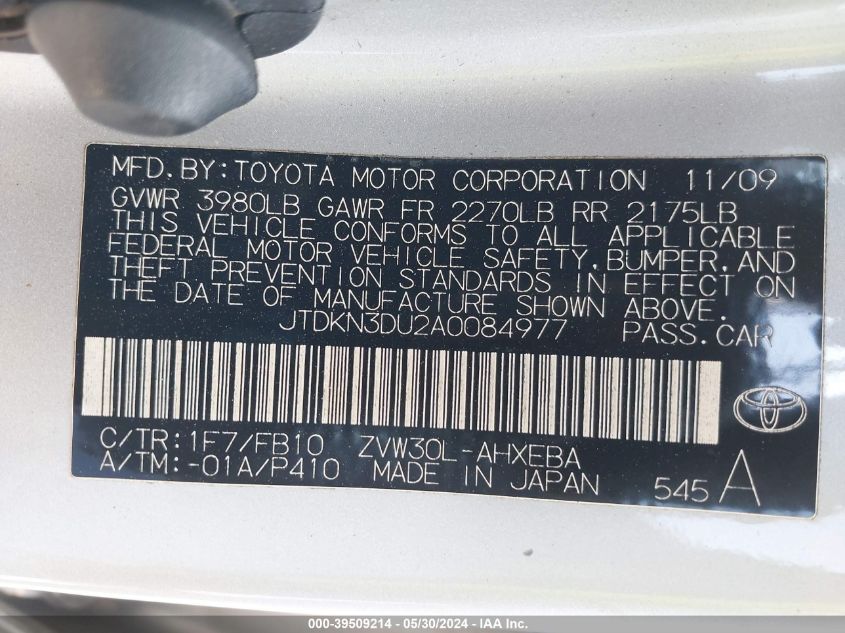 MFD. BY: TOYOTA MOTOR CORPORATION 11/09
GVWR 3980LB GAWR FR 2270LB RR 2175LB
THIS VEHICLE CONFORMS TO ALL APPLICABLE
FEDERAL MOTOR VEHICLE SAFETY, BUMPER, AND
THEFT PREVENTION STANDARDS IN EFFECT ON
THE DATE OF MANUFACTURE SHOWN ABOVE.
JTDKN3DU2A0084977 PASS.CAR
C/TR: 1F7/FB10 ZVW30L-AHXEBA
A/TM: -01A/P410 MADE IN JAPAN 545 A
000-39509214 - 05/30/2024 - IAA, Inc.